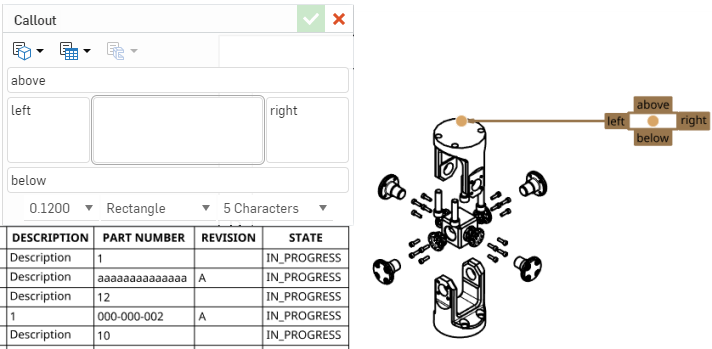 Callout
above
left
right
below
0.1200 Rectangle 5 Characters
DESCRIPTION PART NUMBER REVISION STATE
Description 1 IN_PROGRESS
Description aaaaaaaaaaaaaa A IN_PROGRESS
Description 12 IN_PROGRESS
1 000-000-002 A IN_PROGRESS
Description 10 IN_PROGRESS
above
left right
below